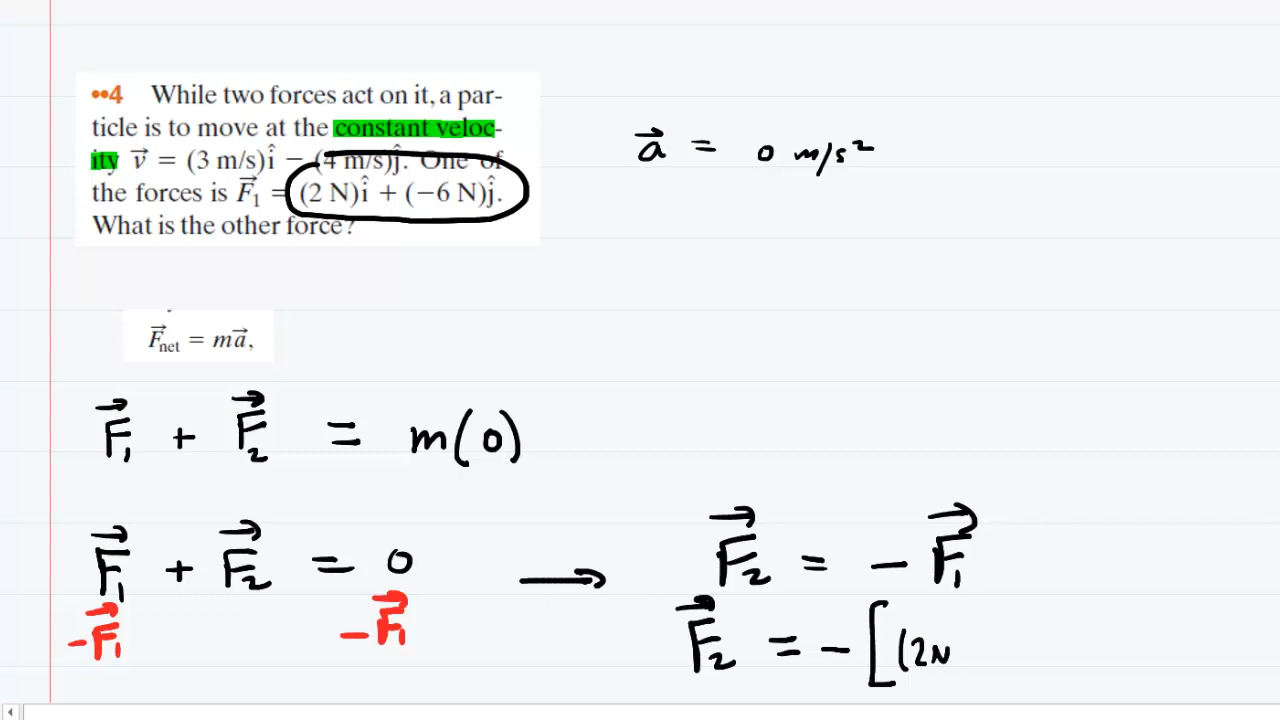 ••4 While two forces act on it, a par-
ticle is to move at the constant veloc-
ity v⃗ = (3 m/s)î − (4 m/s)ĵ. One of
the forces is F⃗₁ = (2 N)î + (−6 N)ĵ.
What is the other force?
a⃗ = 0 m/s²
F⃗net = ma⃗,
F⃗₁ + F⃗₂ = m(0)
F⃗₁ + F⃗₂ = 0 → F⃗₂ = − F⃗₁
−F⃗₁ −F⃗₁
F⃗₂ = − [(2N